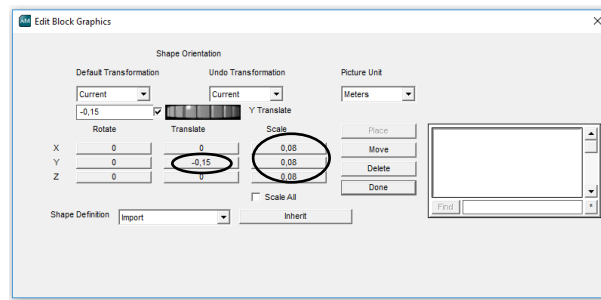 AM Edit Block Graphics
Shape Orientation
Default Transformation Undo Transformation Picture Unit
Current Current Meters
-0,15 Y Translate
Rotate Translate Scale Place
X 0 0 0,08 Move
Y 0 -0,15 0,08 Delete
Z 0 0 0,08 Done
Scale All
Find *
Shape Definition Import Inherit